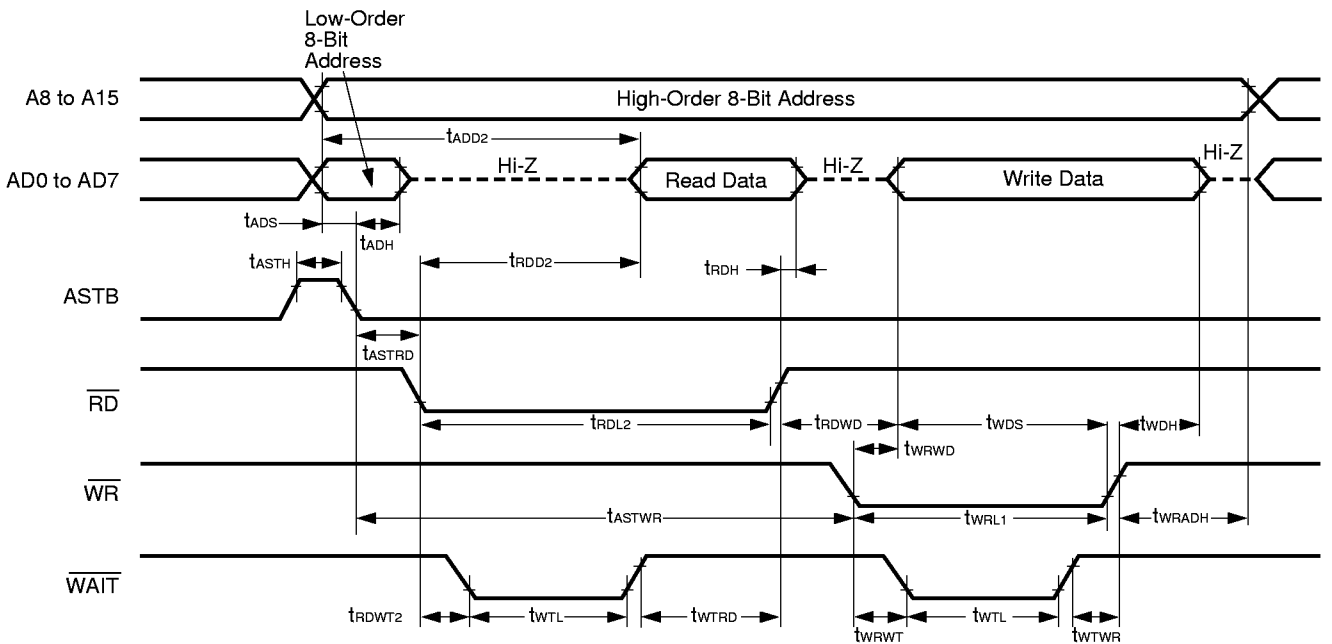 Low-Order
8-Bit
Address
A8 to A15
High-Order 8-Bit Address
tADD2
AD0 to AD7
Hi-Z
Read Data
Hi-Z
Write Data
Hi-Z
tADS
tADH
tASTH
tRDD2
tRDH
ASTB
tASTRD
RD
tRDL2
tRDWD
tWDS
tWDH
tWRWD
WR
tASTWR
tWRL1
tWRADH
WAIT
tRDWT2
tWTL
tWTRD
tWRWT
tWTL
tWTWR